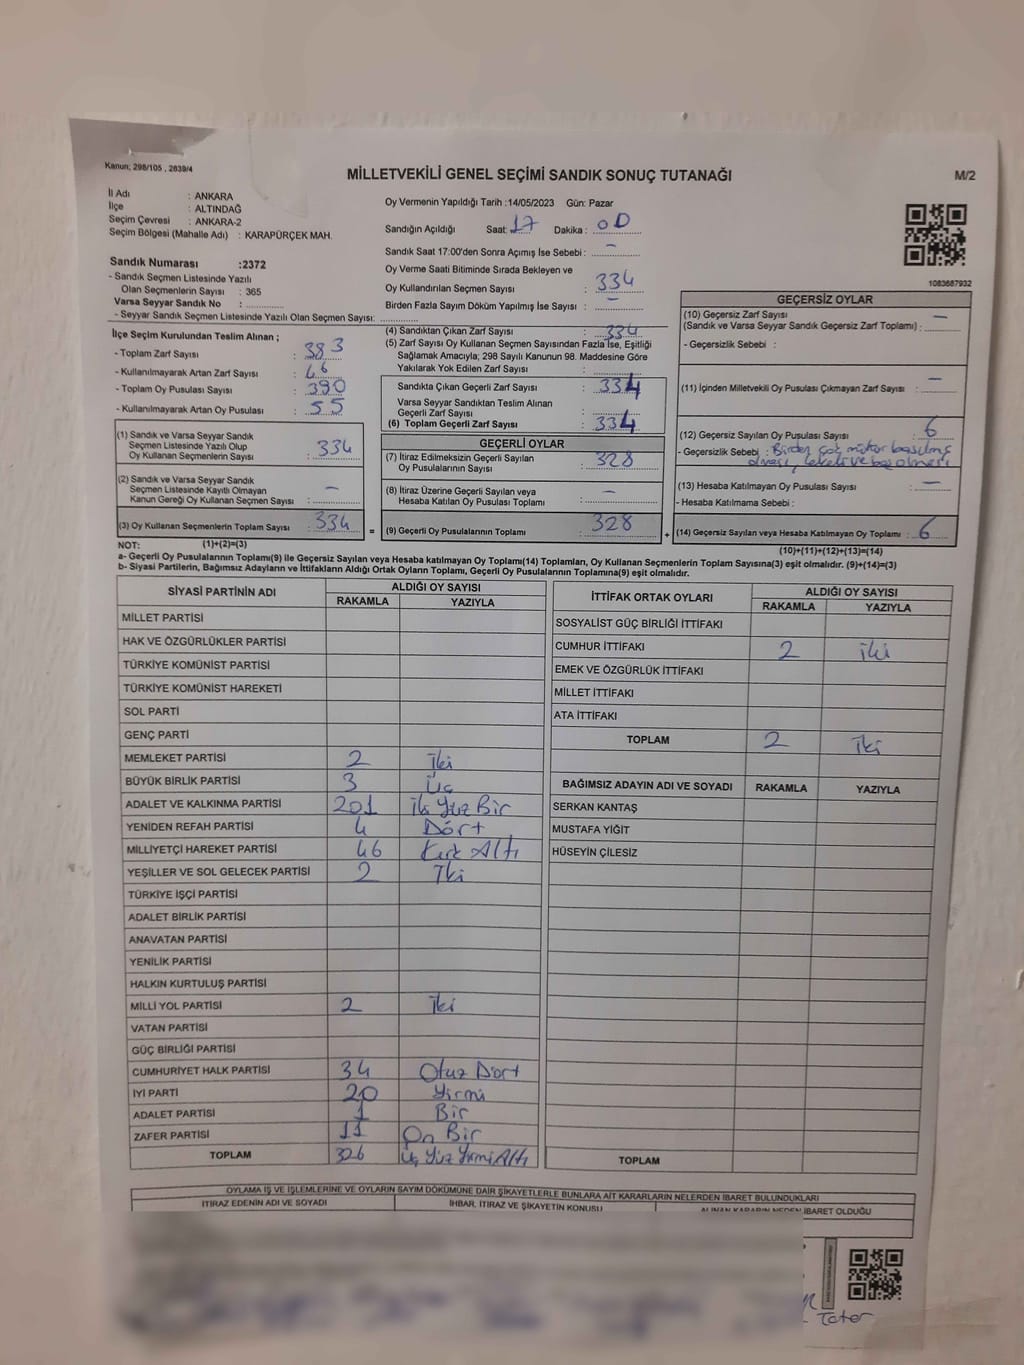 Kanun; 298/105 , 2839/4
MİLLETVEKİLİ GENEL SEÇİMİ SANDIK SONUÇ TUTANAĞI
M/2
İl Adı : ANKARA
İlçe : ALTINDAĞ
Seçim Çevresi : ANKARA-2
Seçim Bölgesi (Mahalle Adı) : KARAPÜRÇEK MAH.
Sandık Numarası :2372
- Sandık Seçmen Listesinde Yazılı
Olan Seçmenlerin Sayısı : 365
Varsa Seyyar Sandık No :
- Seyyar Sandık Seçmen Listesinde Yazılı Olan Seçmen Sayısı:
Oy Vermenin Yapıldığı Tarih :14/05/2023 Gün: Pazar
Sandığın Açıldığı Saat: 17 Dakika : 00
Sandık Saat 17:00'den Sonra Açımış İse Sebebi : —
Oy Verme Saati Bitiminde Sırada Bekleyen ve
Oy Kullandırılan Seçmen Sayısı : 334
Birden Fazla Sayım Döküm Yapılmış İse Sayısı : —
1083687932
İlçe Seçim Kurulundan Teslim Alınan ;
- Toplam Zarf Sayısı : 383
- Kullanılmayarak Artan Zarf Sayısı : 46
- Toplam Oy Pusulası Sayısı : 390
- Kullanılmayarak Artan Oy Pusulası : 55
(4) Sandıktan Çıkan Zarf Sayısı : 334
(5) Zarf Sayısı Oy Kullanan Seçmen Sayısından Fazla İse, Eşitliği
Sağlamak Amacıyla; 298 Sayılı Kanunun 98. Maddesine Göre
Yakılarak Yok Edilen Zarf Sayısı :
Sandıkta Çıkan Geçerli Zarf Sayısı : 334
Varsa Seyyar Sandıktan Teslim Alınan
Geçerli Zarf Sayısı :
(6) Toplam Geçerli Zarf Sayısı : 334
GEÇERSİZ OYLAR
(10) Geçersiz Zarf Sayısı —
(Sandık ve Varsa Seyyar Sandık Geçersiz Zarf Toplamı) :
- Geçersizlik Sebebi :
(11) İçinden Milletvekili Oy Pusulası Çıkmayan Zarf Sayısı : —
(12) Geçersiz Sayılan Oy Pusulası Sayısı : 6
- Geçersizlik Sebebi : Birden çok mühür basılmış
olması, lekeli ve boş olması
(13) Hesaba Katılmayan Oy Pusulası Sayısı : —
- Hesaba Katılmama Sebebi :
(14) Geçersiz Sayılan veya Hesaba Katılmayan Oy Toplamı : 6
(10)+(11)+(12)+(13)=(14)
(1) Sandık ve Varsa Seyyar Sandık
Seçmen Listesinde Yazılı Olup
Oy Kullanan Seçmenlerin Sayısı : 334
(2) Sandık ve Varsa Seyyar Sandık
Seçmen Listesinde Kayıtlı Olmayan
Kanun Gereği Oy Kullanan Seçmen Sayısı : —
(3) Oy Kullanan Seçmenlerin Toplam Sayısı : 334 =
GEÇERLİ OYLAR
(7) İtiraz Edilmeksizin Geçerli Sayılan
Oy Pusulalarının Sayısı : 328
(8) İtiraz Üzerine Geçerli Sayılan veya
Hesaba Katılan Oy Pusulası Toplamı : —
(9) Geçerli Oy Pusulalarının Toplamı : 328 +
NOT: (1)+(2)=(3)
a- Geçerli Oy Pusulalarının Toplamı(9) ile Geçersiz Sayılan veya Hesaba katılmayan Oy Toplamı(14) Toplamları, Oy Kullanan Seçmenlerin Toplam Sayısına(3) eşit olmalıdır. (9)+(14)=(3)
b- Siyasi Partilerin, Bağımsız Adayların ve İttifakların Aldığı Ortak Oyların Toplamı, Geçerli Oy Pusulalarının Toplamına(9) eşit olmalıdır.
SİYASİ PARTİNİN ADI
ALDIĞI OY SAYISI
RAKAMLA YAZIYLA
MİLLET PARTİSİ
HAK VE ÖZGÜRLÜKLER PARTİSİ
TÜRKİYE KOMÜNİST PARTİSİ
TÜRKİYE KOMÜNİST HAREKETİ
SOL PARTİ
GENÇ PARTİ
MEMLEKET PARTİSİ 2 İki
BÜYÜK BİRLİK PARTİSİ 3 Üç
ADALET VE KALKINMA PARTİSİ 201 İki Yüz Bir
YENİDEN REFAH PARTİSİ 4 Dört
MİLLİYETÇİ HAREKET PARTİSİ 46 Kırk Altı
YEŞİLLER VE SOL GELECEK PARTİSİ 2 İki
TÜRKİYE İŞÇİ PARTİSİ
ADALET BİRLİK PARTİSİ
ANAVATAN PARTİSİ
YENİLİK PARTİSİ
HALKIN KURTULUŞ PARTİSİ
MİLLİ YOL PARTİSİ 2 İki
VATAN PARTİSİ
GÜÇ BİRLİĞİ PARTİSİ
CUMHURİYET HALK PARTİSİ 34 Otuz Dört
İYİ PARTİ 20 Yirmi
ADALET PARTİSİ 1 Bir
ZAFER PARTİSİ 11 On Bir
TOPLAM 326 Üç Yüz Yirmi Altı
İTTİFAK ORTAK OYLARI
ALDIĞI OY SAYISI
RAKAMLA YAZIYLA
SOSYALİST GÜÇ BİRLİĞİ İTTİFAKI
CUMHUR İTTİFAKI 2 iki
EMEK VE ÖZGÜRLÜK İTTİFAKI
MİLLET İTTİFAKI
ATA İTTİFAKI
TOPLAM 2 İki
BAĞIMSIZ ADAYIN ADI VE SOYADI RAKAMLA YAZIYLA
SERKAN KANTAŞ
MUSTAFA YİĞİT
HÜSEYİN ÇİLESİZ
TOPLAM
OYLAMA İŞ VE İŞLEMLERİNE VE OYLARIN SAYIM DÖKÜMÜNE DAİR ŞİKAYETLERLE BUNLARA AİT KARARLARIN NELERDEN İBARET BULUNDUKLARI
İTİRAZ EDENİN ADI VE SOYADI
İHBAR, İTİRAZ VE ŞİKAYETİN KONUSU
ALINAN KARARIN NEDEN İBARET OLDUĞU